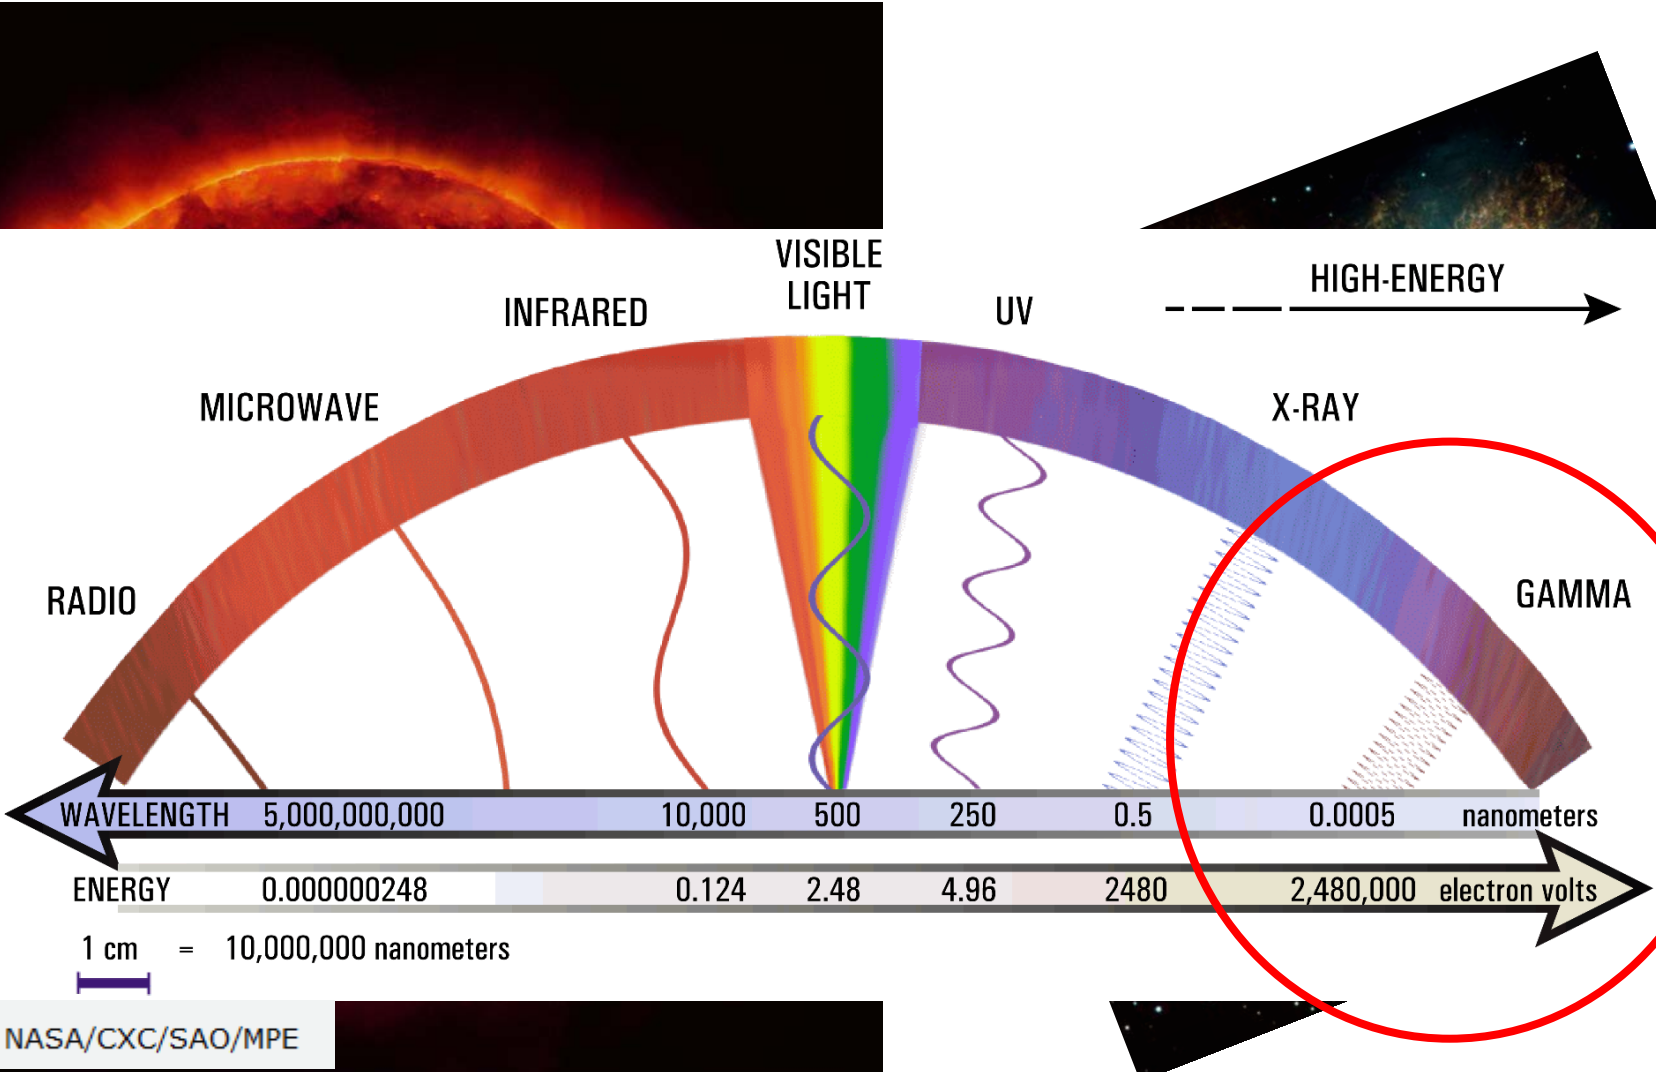 VISIBLE
LIGHT
INFRARED
UV
HIGH-ENERGY
MICROWAVE
X-RAY
RADIO
GAMMA
WAVELENGTH 5,000,000,000 10,000 500 250 0.5 0.0005 nanometers
ENERGY 0.000000248 0.124 2.48 4.96 2480 2,480,000 electron volts
1 cm = 10,000,000 nanometers
NASA/CXC/SAO/MPE